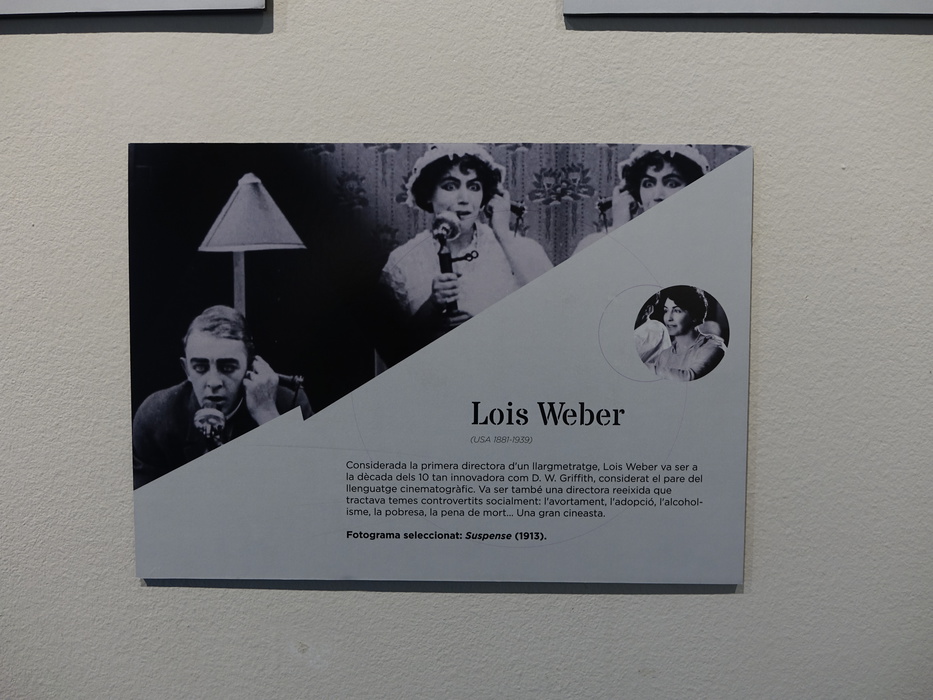 Lois Weber
(USA 1881-1939)
Considerada la primera directora d'un llargmetratge, Lois Weber va ser a
la dècada dels 10 tan innovadora com D. W. Griffith, considerat el pare del
llenguatge cinematogràfic. Va ser també una directora reeixida que
tractava temes controvertits socialment: l'avortament, l'adopció, l'alcohol-
isme, la pobresa, la pena de mort... Una gran cineasta.
Fotograma seleccionat: Suspense (1913).